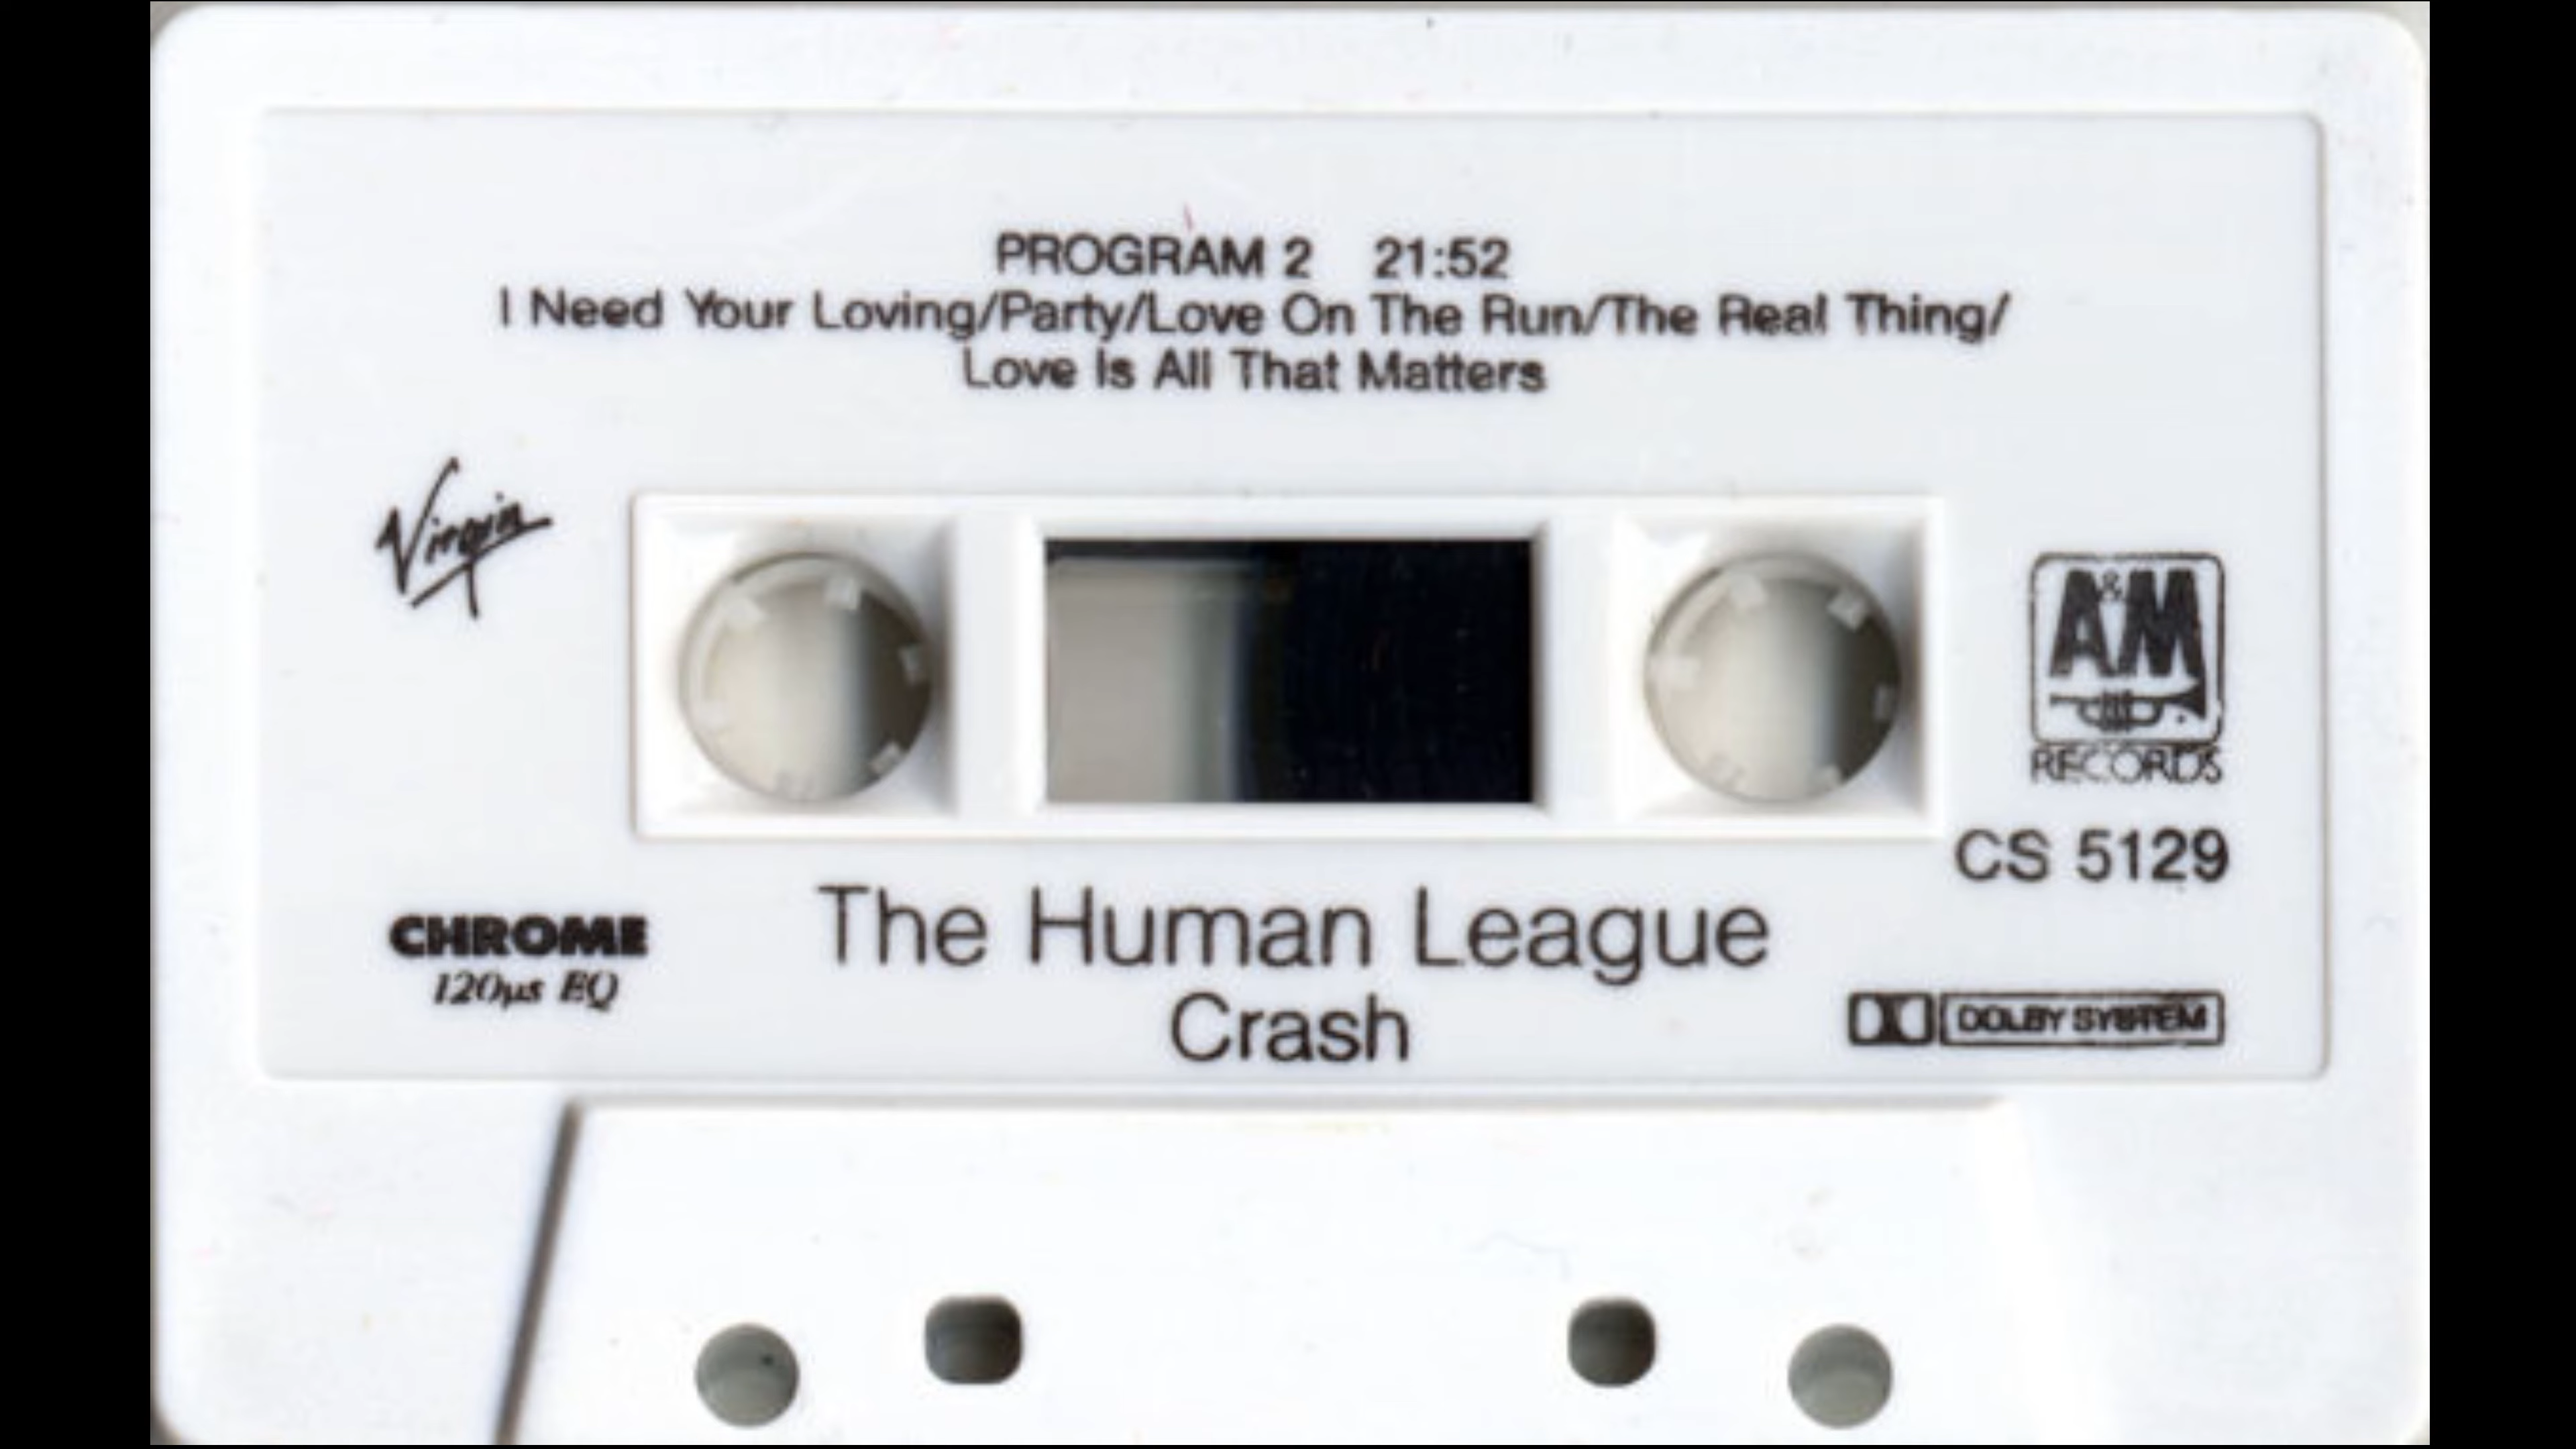 PROGRAM 2 21:52
I Need Your Loving/Party/Love On The Run/The Real Thing/
Love Is All That Matters
Virgin
A&M
RECORDS
CS 5129
The Human League
Crash
CHROME
120µs EQ
DOLBY SYSTEM